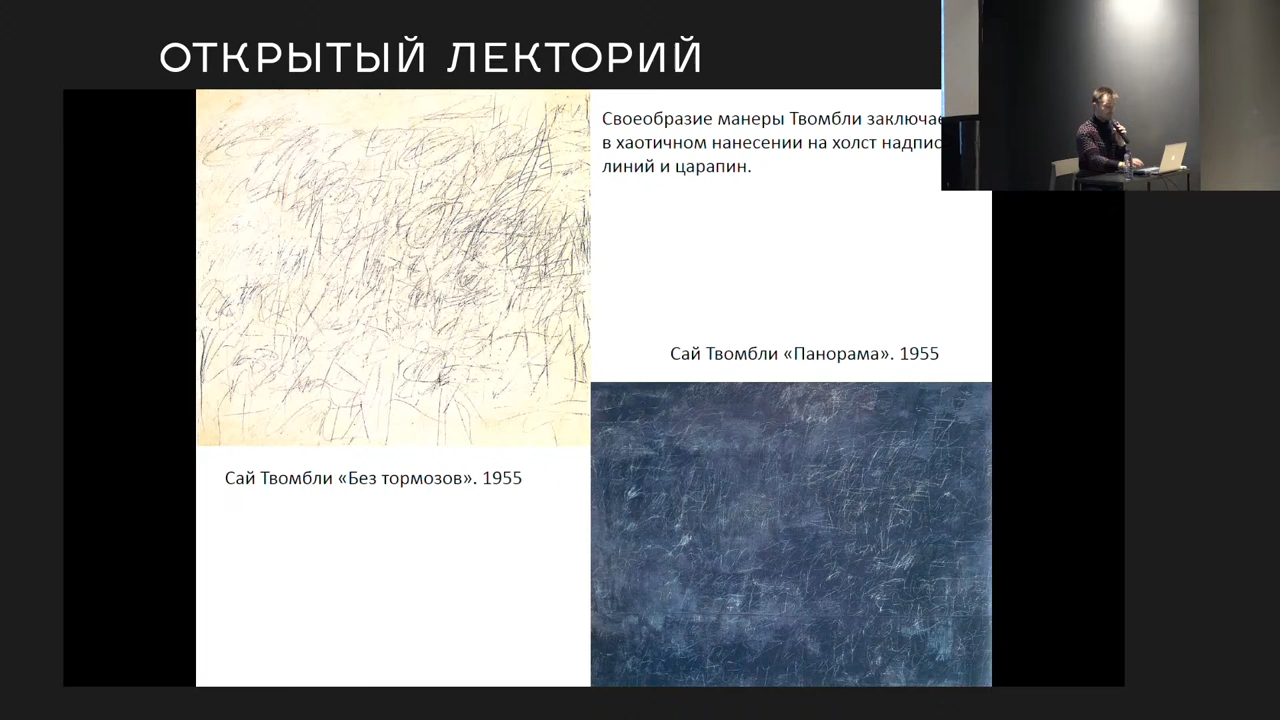 ОТКРЫТЫЙ ЛЕКТОРИЙ
Своеобразие манеры Твомбли
в хаотичном нанесении на холст
линий и царапин.
Сай Твомбли «Панорама». 1955
Сай Твомбли «Без тормозов». 1955